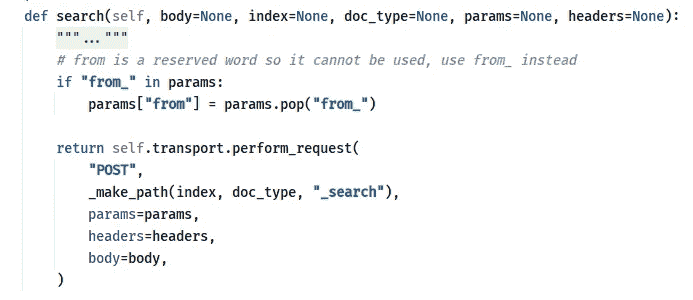 def search(self, body=None, index=None, doc_type=None, params=None, headers=None):
    """..."""
    # from is a reserved word so it cannot be used, use from_ instead
    if "from_" in params:
        params["from"] = params.pop("from_")

    return self.transport.perform_request(
        "POST",
        _make_path(index, doc_type, "_search"),
        params=params,
        headers=headers,
        body=body,
    )